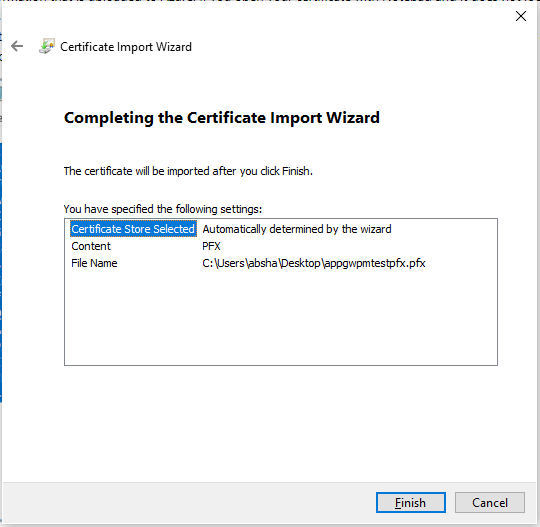 Certificate Import Wizard
Completing the Certificate Import Wizard
The certificate will be imported after you click Finish.
You have specified the following settings:
Certificate Store Selected Automatically determined by the wizard
Content PFX
File Name C:\Users\absha\Desktop\appgwpmtestpfx.pfx
Finish Cancel